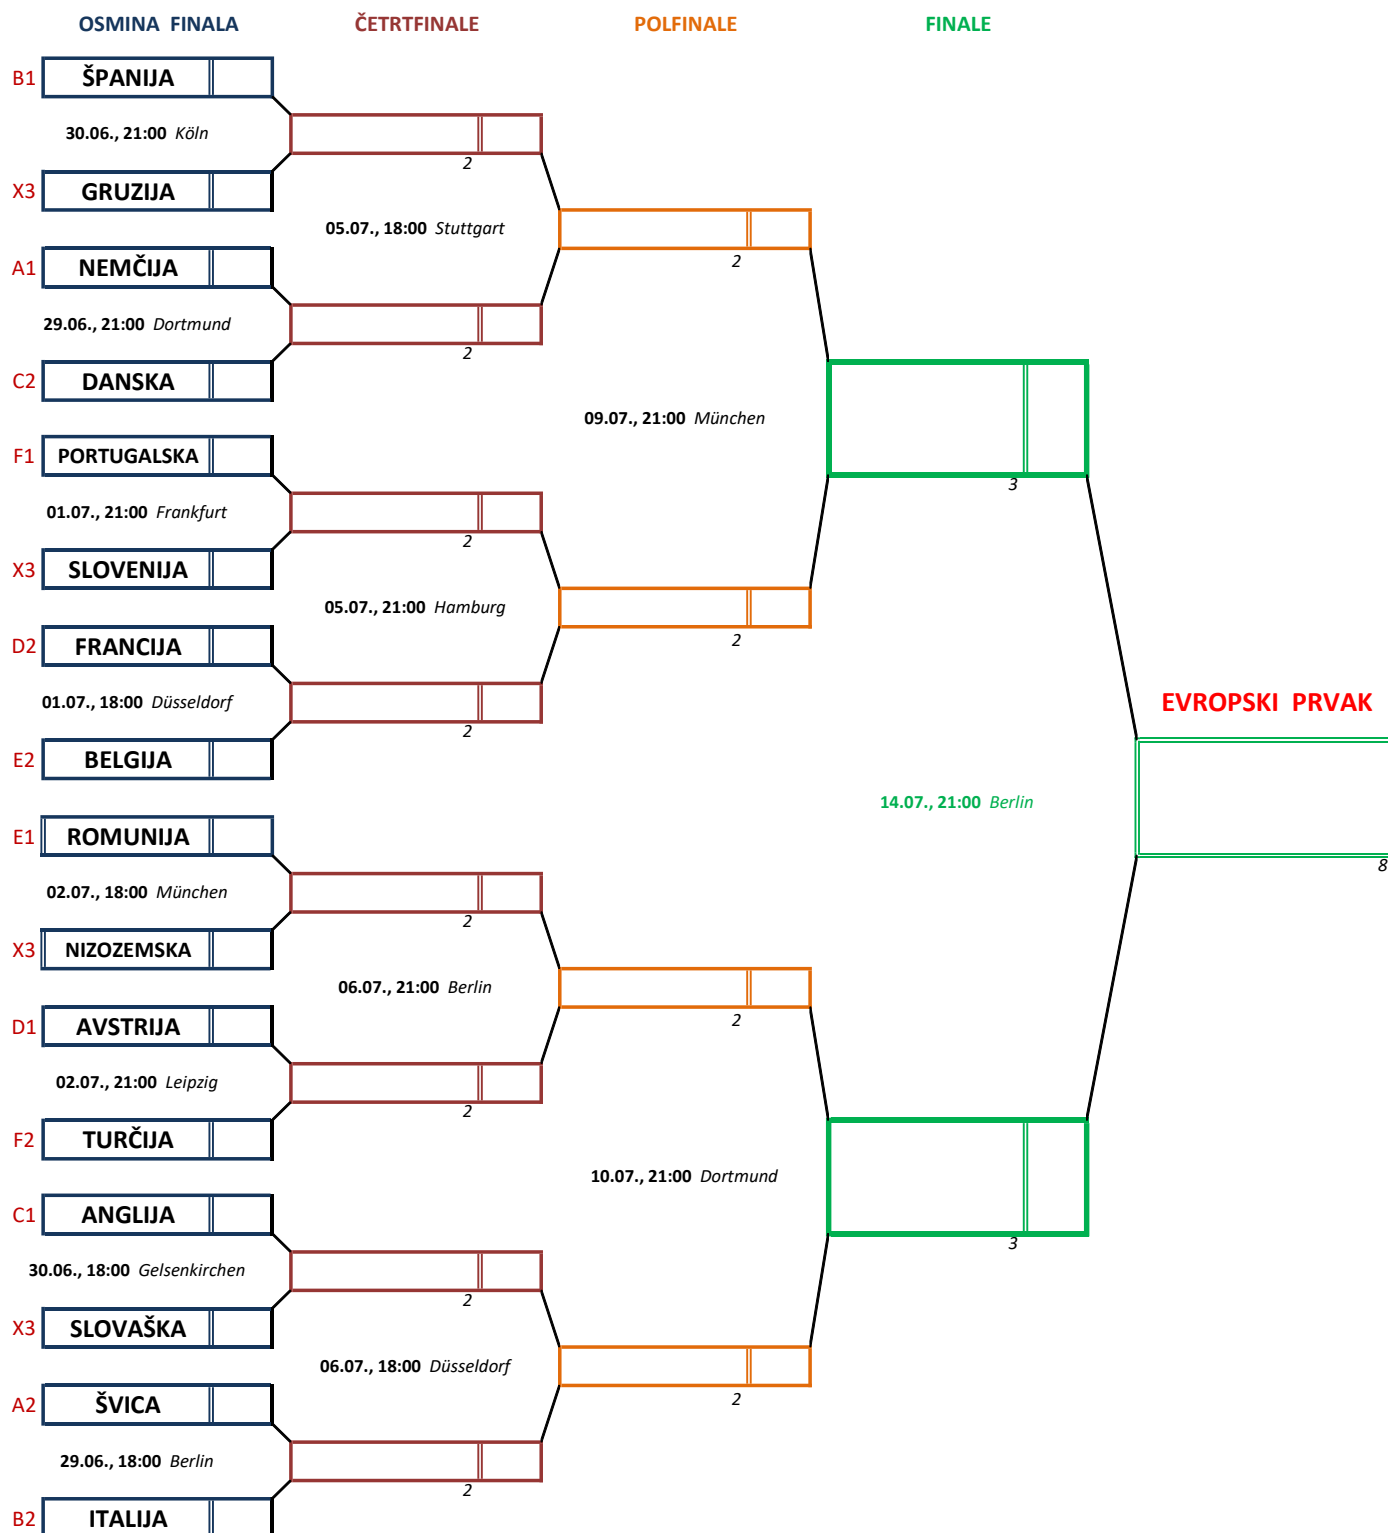 OSMINA FINALA ČETRTFINALE POLFINALE FINALE
B1 ŠPANIJA
30.06., 21:00 Köln
2
X3 GRUZIJA
05.07., 18:00 Stuttgart
2
A1 NEMČIJA
29.06., 21:00 Dortmund
2
C2 DANSKA
09.07., 21:00 München
3
F1 PORTUGALSKA
01.07., 21:00 Frankfurt
2
X3 SLOVENIJA
05.07., 21:00 Hamburg
2
D2 FRANCIJA
01.07., 18:00 Düsseldorf
2
E2 BELGIJA
EVROPSKI PRVAK
14.07., 21:00 Berlin
8
E1 ROMUNIJA
02.07., 18:00 München
2
X3 NIZOZEMSKA
06.07., 21:00 Berlin
2
D1 AVSTRIJA
02.07., 21:00 Leipzig
2
F2 TURČIJA
10.07., 21:00 Dortmund
3
C1 ANGLIJA
30.06., 18:00 Gelsenkirchen
2
X3 SLOVAŠKA
06.07., 18:00 Düsseldorf
2
A2 ŠVICA
29.06., 18:00 Berlin
2
B2 ITALIJA